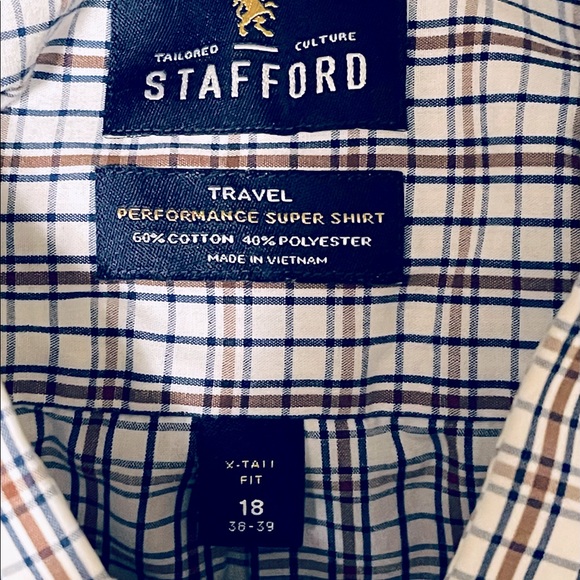 TAILORED CULTURE
STAFFORD
TRAVEL
PERFORMANCE SUPER SHIRT
60% COTTON 40% POLYESTER
MADE IN VIETNAM
X-TALL
FIT
18
38-39